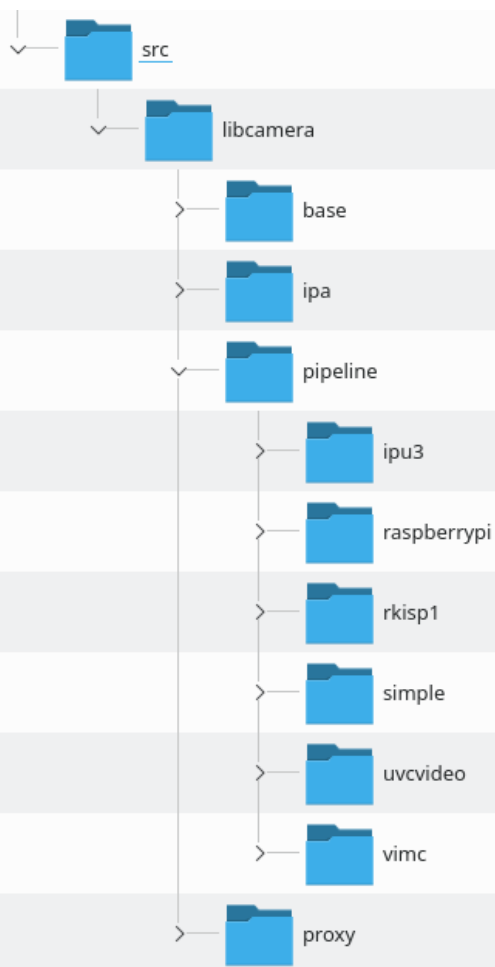 src
libcamera
base
ipa
pipeline
ipu3
raspberrypi
rkisp1
simple
uvcvideo
vimc
proxy